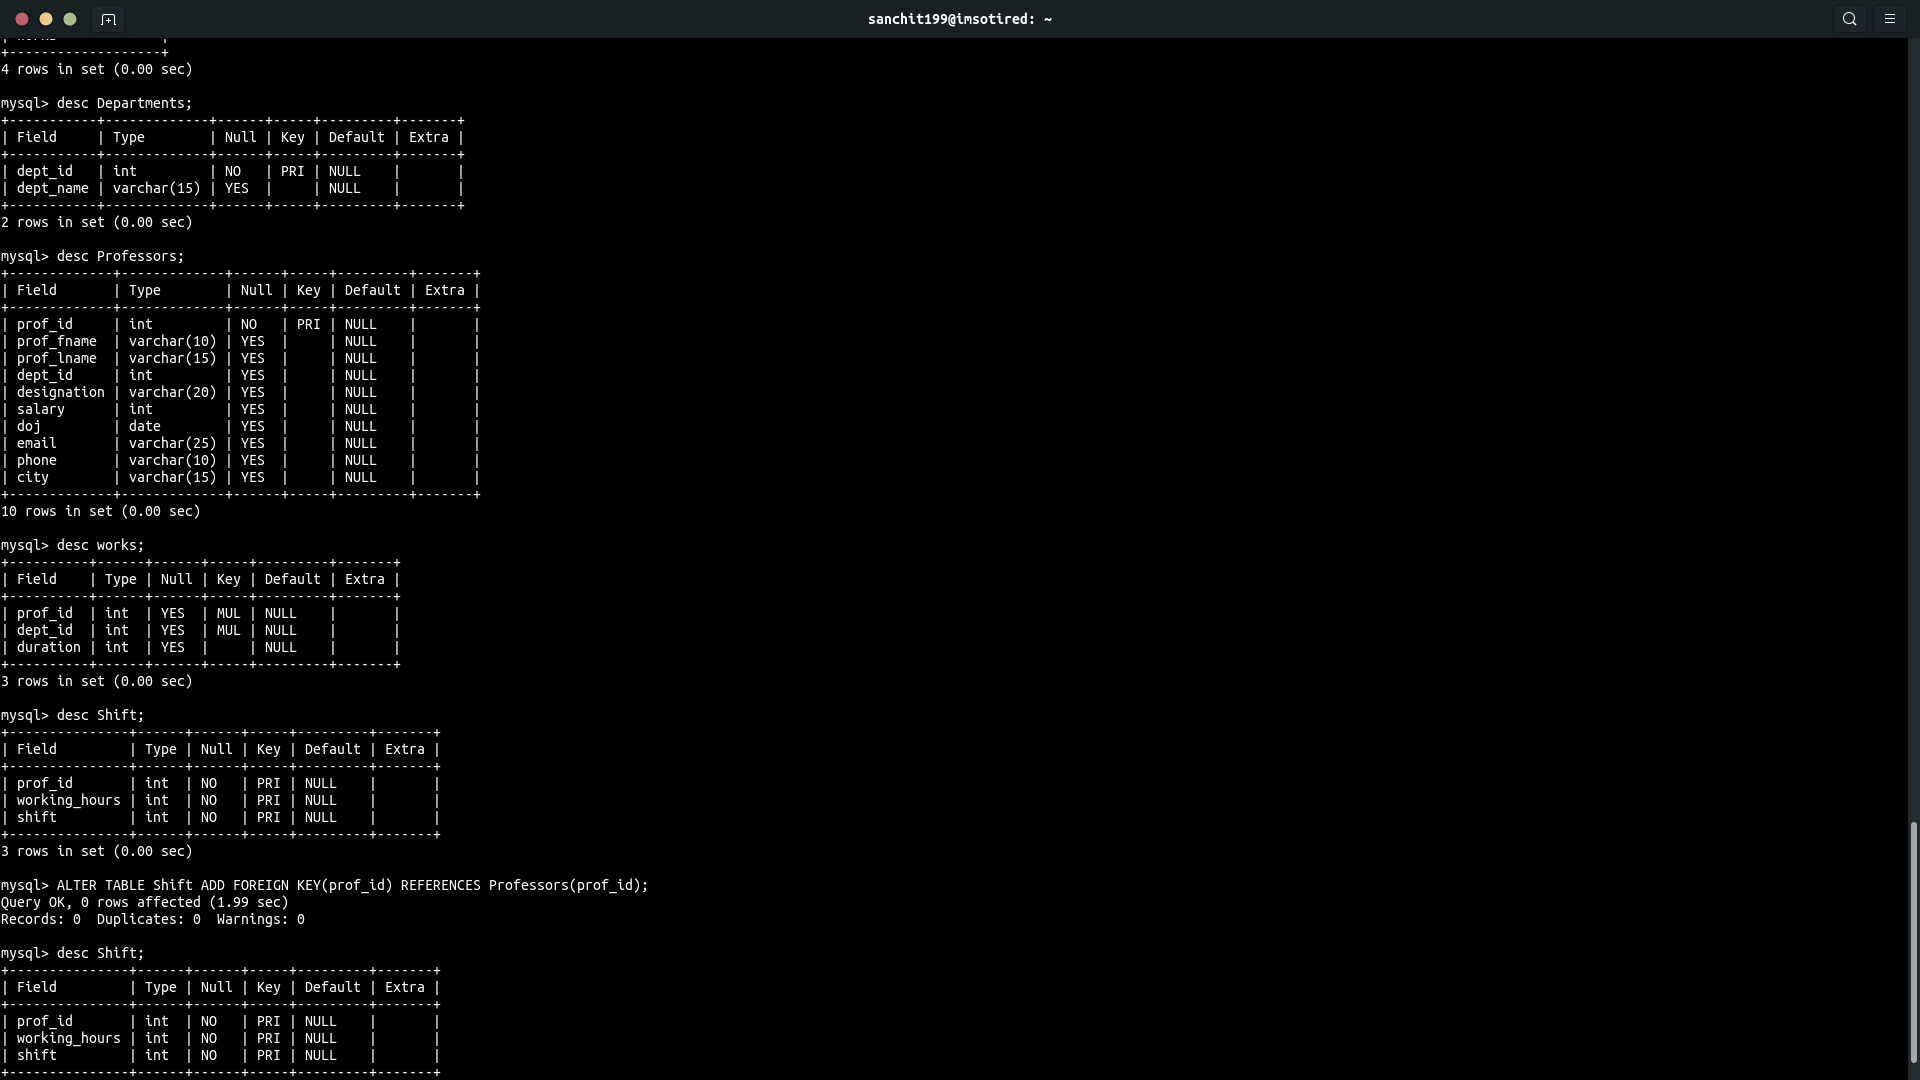 sanchit199@imsotired: ~
+-------------------+
4 rows in set (0.00 sec)
mysql> desc Departments;
+-----------+-------------+------+-----+---------+-------+
| Field     | Type        | Null | Key | Default | Extra |
+-----------+-------------+------+-----+---------+-------+
| dept_id   | int         | NO   | PRI | NULL    |       |
| dept_name | varchar(15) | YES  |     | NULL    |       |
+-----------+-------------+------+-----+---------+-------+
2 rows in set (0.00 sec)
mysql> desc Professors;
+-------------+-------------+------+-----+---------+-------+
| Field       | Type        | Null | Key | Default | Extra |
+-------------+-------------+------+-----+---------+-------+
| prof_id     | int         | NO   | PRI | NULL    |       |
| prof_fname  | varchar(10) | YES  |     | NULL    |       |
| prof_lname  | varchar(15) | YES  |     | NULL    |       |
| dept_id     | int         | YES  |     | NULL    |       |
| designation | varchar(20) | YES  |     | NULL    |       |
| salary      | int         | YES  |     | NULL    |       |
| doj         | date        | YES  |     | NULL    |       |
| email       | varchar(25) | YES  |     | NULL    |       |
| phone       | varchar(10) | YES  |     | NULL    |       |
| city        | varchar(15) | YES  |     | NULL    |       |
+-------------+-------------+------+-----+---------+-------+
10 rows in set (0.00 sec)
mysql> desc works;
+----------+------+------+-----+---------+-------+
| Field    | Type | Null | Key | Default | Extra |
+----------+------+------+-----+---------+-------+
| prof_id  | int  | YES  | MUL | NULL    |       |
| dept_id  | int  | YES  | MUL | NULL    |       |
| duration | int  | YES  |     | NULL    |       |
+----------+------+------+-----+---------+-------+
3 rows in set (0.00 sec)
mysql> desc Shift;
+---------------+------+------+-----+---------+-------+
| Field         | Type | Null | Key | Default | Extra |
+---------------+------+------+-----+---------+-------+
| prof_id       | int  | NO   | PRI | NULL    |       |
| working_hours | int  | NO   | PRI | NULL    |       |
| shift         | int  | NO   | PRI | NULL    |       |
+---------------+------+------+-----+---------+-------+
3 rows in set (0.00 sec)
mysql> ALTER TABLE Shift ADD FOREIGN KEY(prof_id) REFERENCES Professors(prof_id);
Query OK, 0 rows affected (1.99 sec)
Records: 0  Duplicates: 0  Warnings: 0
mysql> desc Shift;
+---------------+------+------+-----+---------+-------+
| Field         | Type | Null | Key | Default | Extra |
+---------------+------+------+-----+---------+-------+
| prof_id       | int  | NO   | PRI | NULL    |       |
| working_hours | int  | NO   | PRI | NULL    |       |
| shift         | int  | NO   | PRI | NULL    |       |
+---------------+------+------+-----+---------+-------+